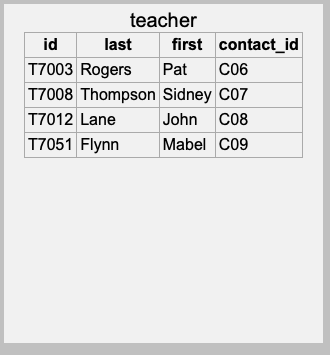 teacher
id last first contact_id
T7003 Rogers Pat C06
T7008 Thompson Sidney C07
T7012 Lane John C08
T7051 Flynn Mabel C09